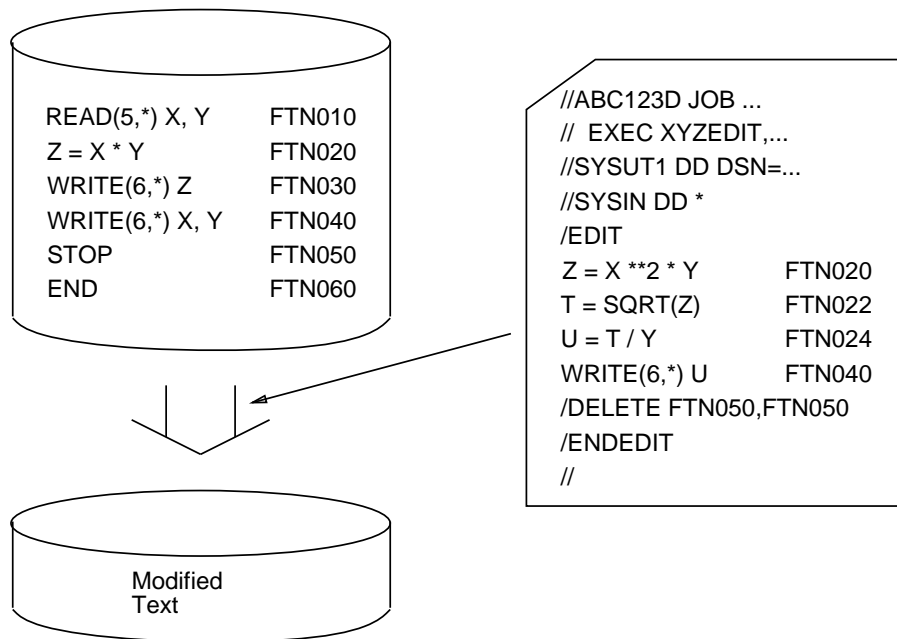 READ(5,*) X, Y FTN010
Z = X * Y FTN020
WRITE(6,*) Z FTN030
WRITE(6,*) X, Y FTN040
STOP FTN050
END FTN060
//ABC123D JOB ...
// EXEC XYZEDIT,...
//SYSUT1 DD DSN=...
//SYSIN DD *
/EDIT
Z = X **2 * Y FTN020
T = SQRT(Z) FTN022
U = T / Y FTN024
WRITE(6,*) U FTN040
/DELETE FTN050,FTN050
/ENDEDIT
//
Modified
Text